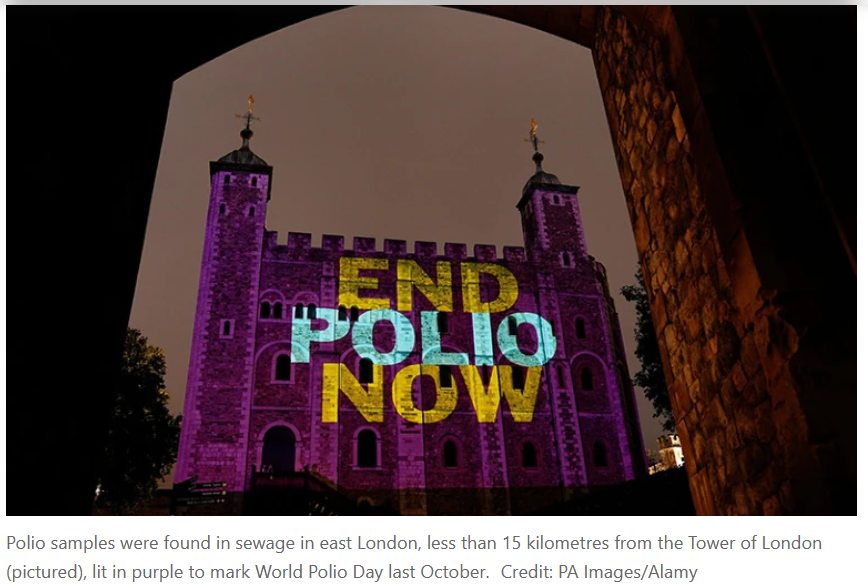 END
POLIO
NOW
Polio samples were found in sewage in east London, less than 15 kilometres from the Tower of London
(pictured), lit in purple to mark World Polio Day last October. Credit: PA Images/Alamy